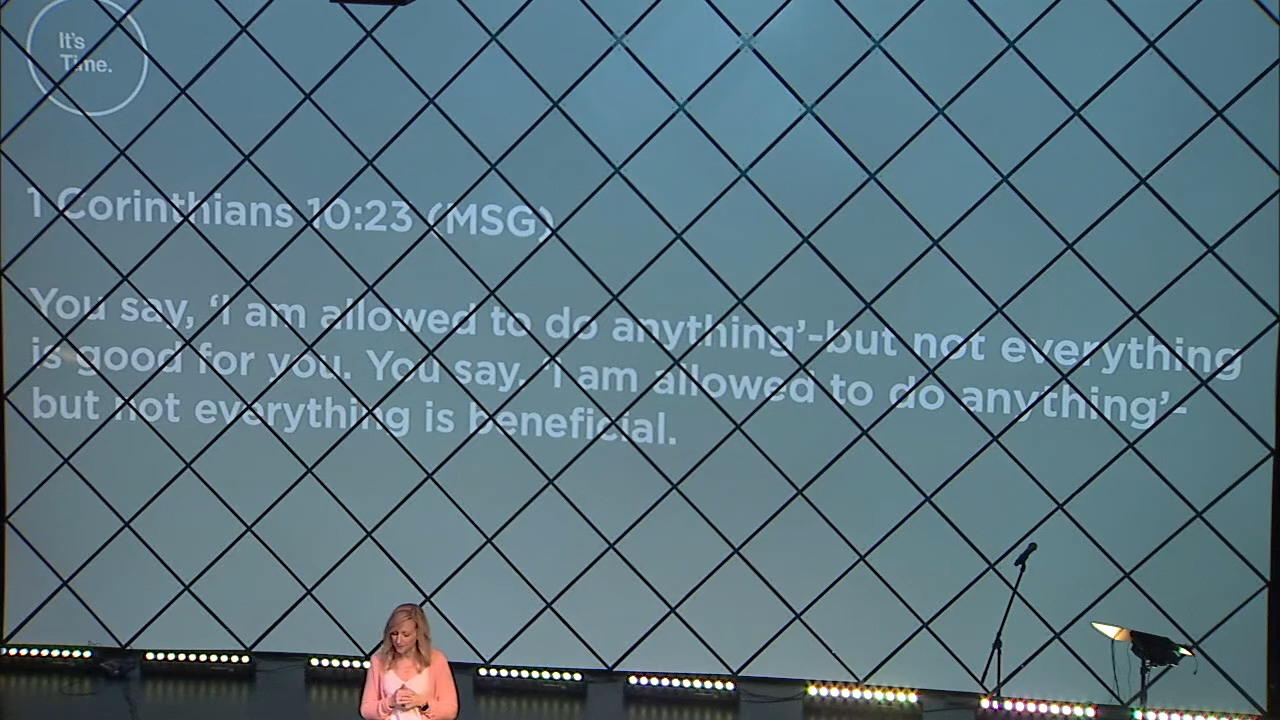 It's
Time.
1 Corinthians 10:23 (MSG)
You say, ‘I am allowed to do anything’-but not everything
is good for you. You say, ‘I am allowed to do anything’-
but not everything is beneficial.